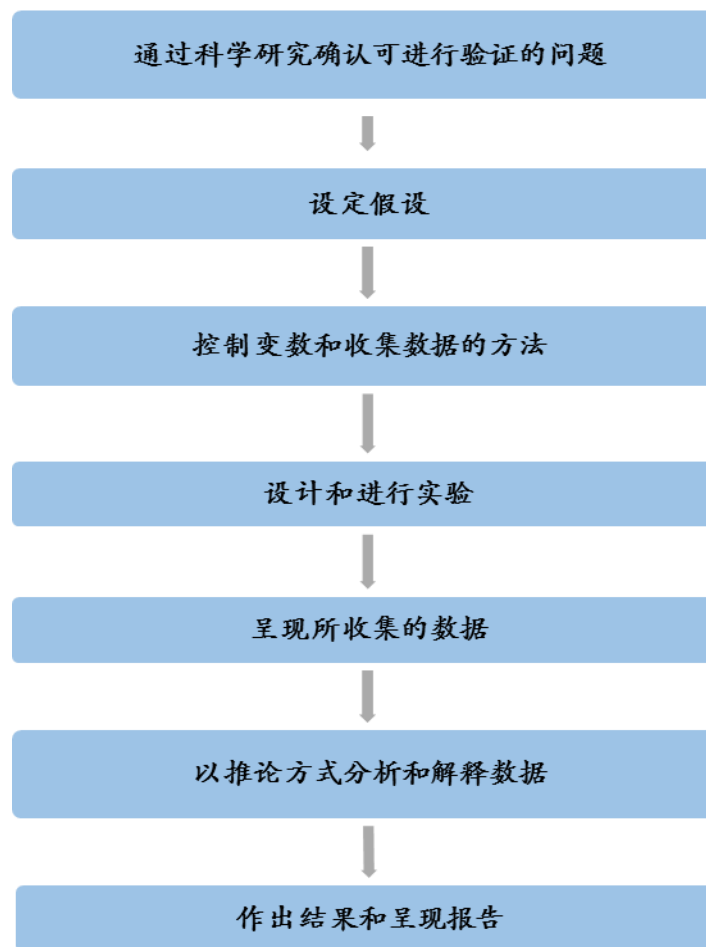 通过科学研究确认可进行验证的问题
设定假设
控制变数和收集数据的方法
设计和进行实验
呈现所收集的数据
以推论方式分析和解释数据
作出结果和呈现报告